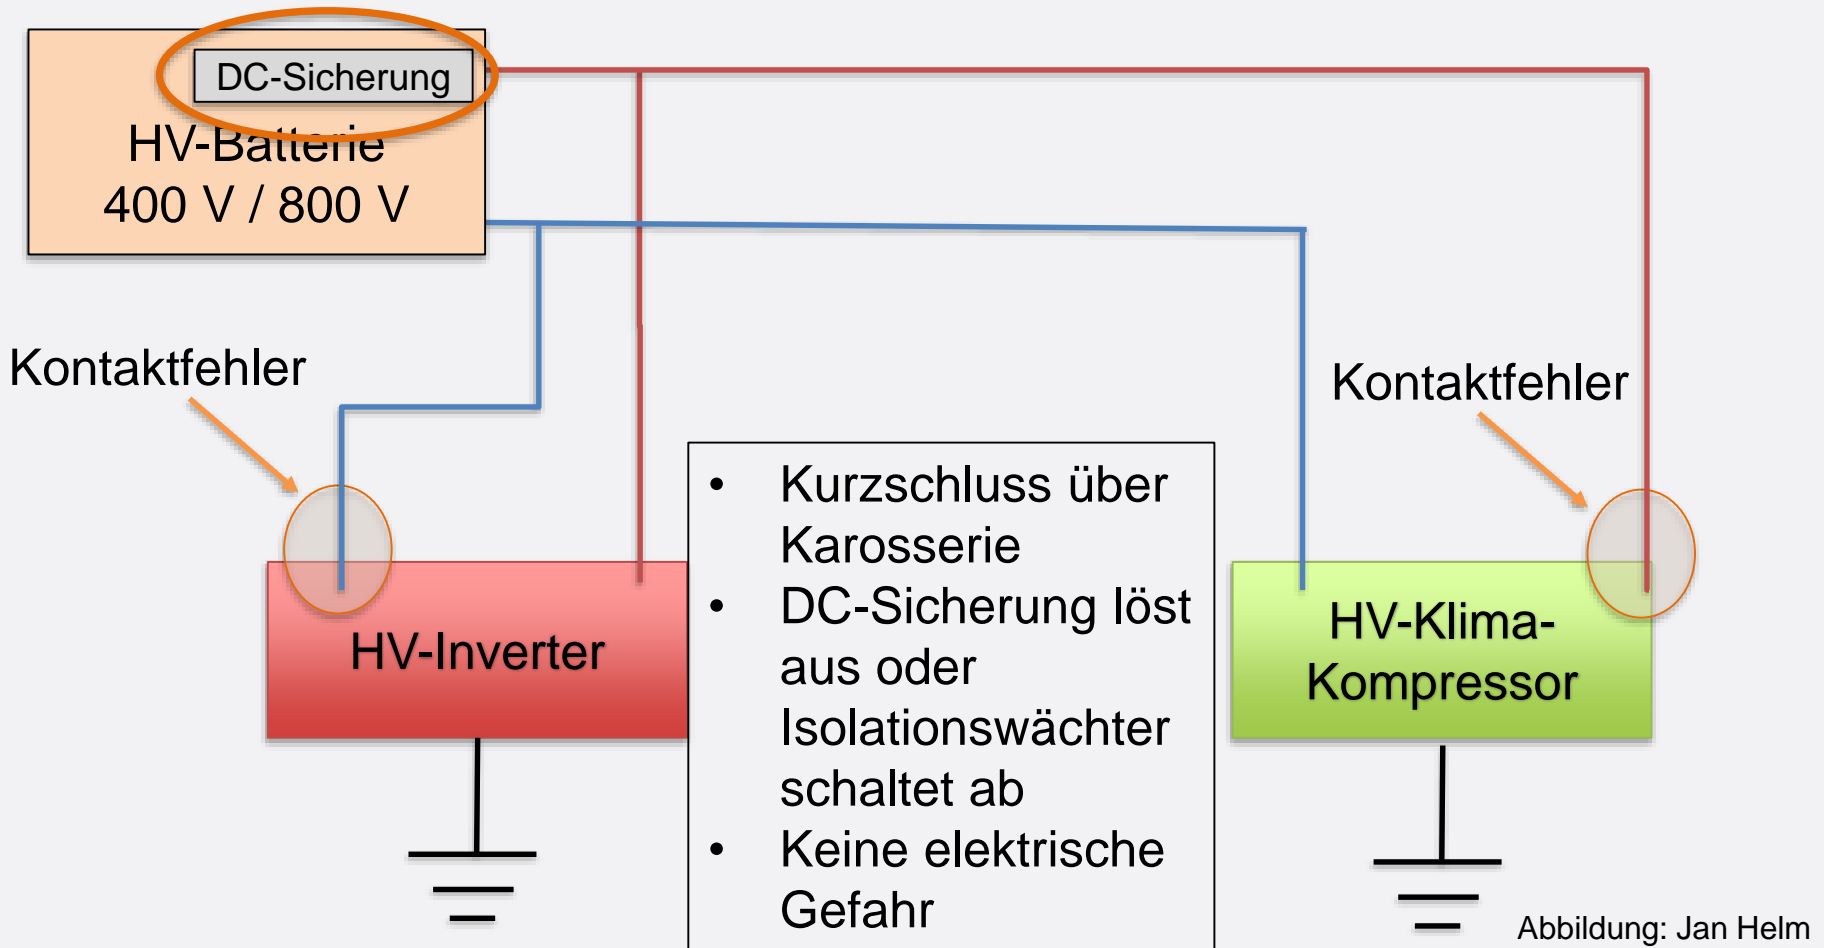 DC-Sicherung
HV-Batterie
400 V / 800 V
Kontaktfehler
Kontaktfehler
HV-Inverter
• Kurzschluss über
Karosserie
• DC-Sicherung löst
aus oder
Isolationswächter
schaltet ab
• Keine elektrische
Gefahr
HV-Klima-
Kompressor
Abbildung: Jan Helm